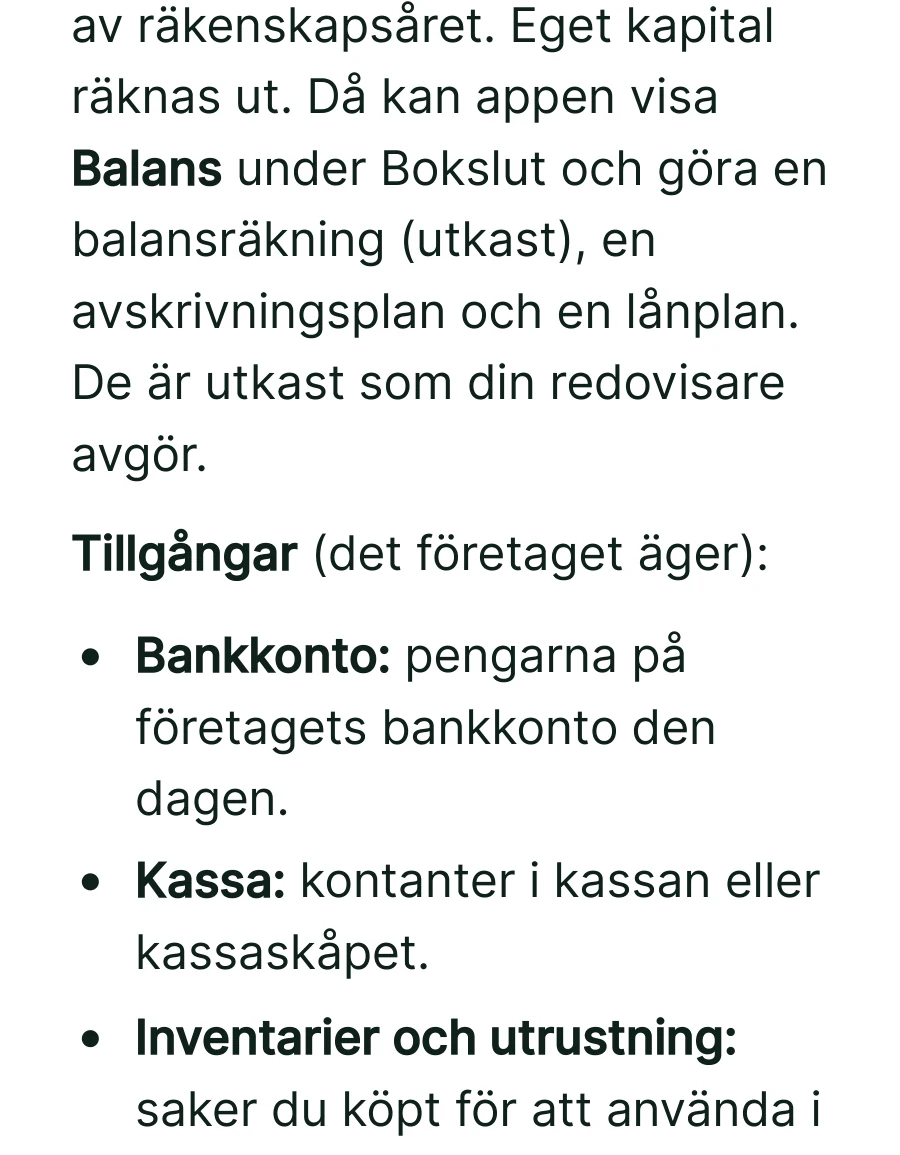 av räkenskapsåret. Eget kapital
räknas ut. Då kan appen visa
Balans under Bokslut och göra en
balansräkning (utkast), en
avskrivningsplan och en lånplan.
De är utkast som din redovisare
avgör.
Tillgångar (det företaget äger):
• Bankkonto: pengarna på
företagets bankkonto den
dagen.
• Kassa: kontanter i kassan eller
kassaskåpet.
• Inventarier och utrustning:
saker du köpt för att använda i